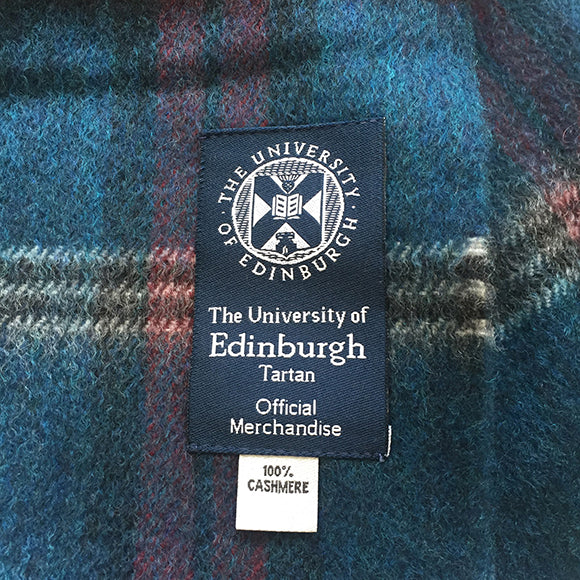 THE UNIVERSITY
OF EDINBURGH
The University of
Edinburgh
Tartan
Official
Merchandise
100%
CASHMERE